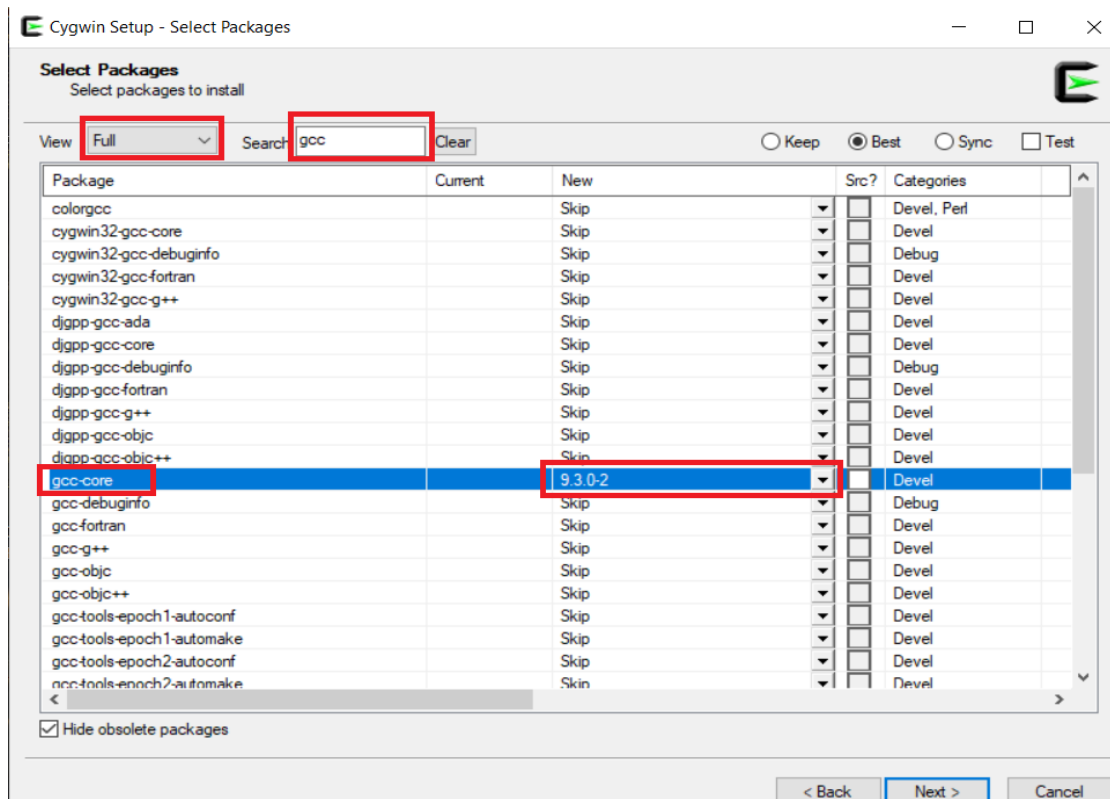 Cygwin Setup - Select Packages
Select Packages
Select packages to install
View Full Search gcc Clear Keep Best Sync Test
Package Current New Src? Categories
colorgcc Skip Devel, Perl
cygwin32-gcc-core Skip Devel
cygwin32-gcc-debuginfo Skip Debug
cygwin32-gcc-fortran Skip Devel
cygwin32-gcc-g++ Skip Devel
djgpp-gcc-ada Skip Devel
djgpp-gcc-core Skip Devel
djgpp-gcc-debuginfo Skip Debug
djgpp-gcc-fortran Skip Devel
djgpp-gcc-g++ Skip Devel
djgpp-gcc-objc Skip Devel
djgpp-gcc-objc++ Skip Devel
gcc-core 9.3.0-2 Devel
gcc-debuginfo Skip Debug
gcc-fortran Skip Devel
gcc-g++ Skip Devel
gcc-objc Skip Devel
gcc-objc++ Skip Devel
gcc-tools-epoch1-autoconf Skip Devel
gcc-tools-epoch1-automake Skip Devel
gcc-tools-epoch2-autoconf Skip Devel
gcc-tools-epoch2-automake Skip Devel
Hide obsolete packages
< Back Next > Cancel